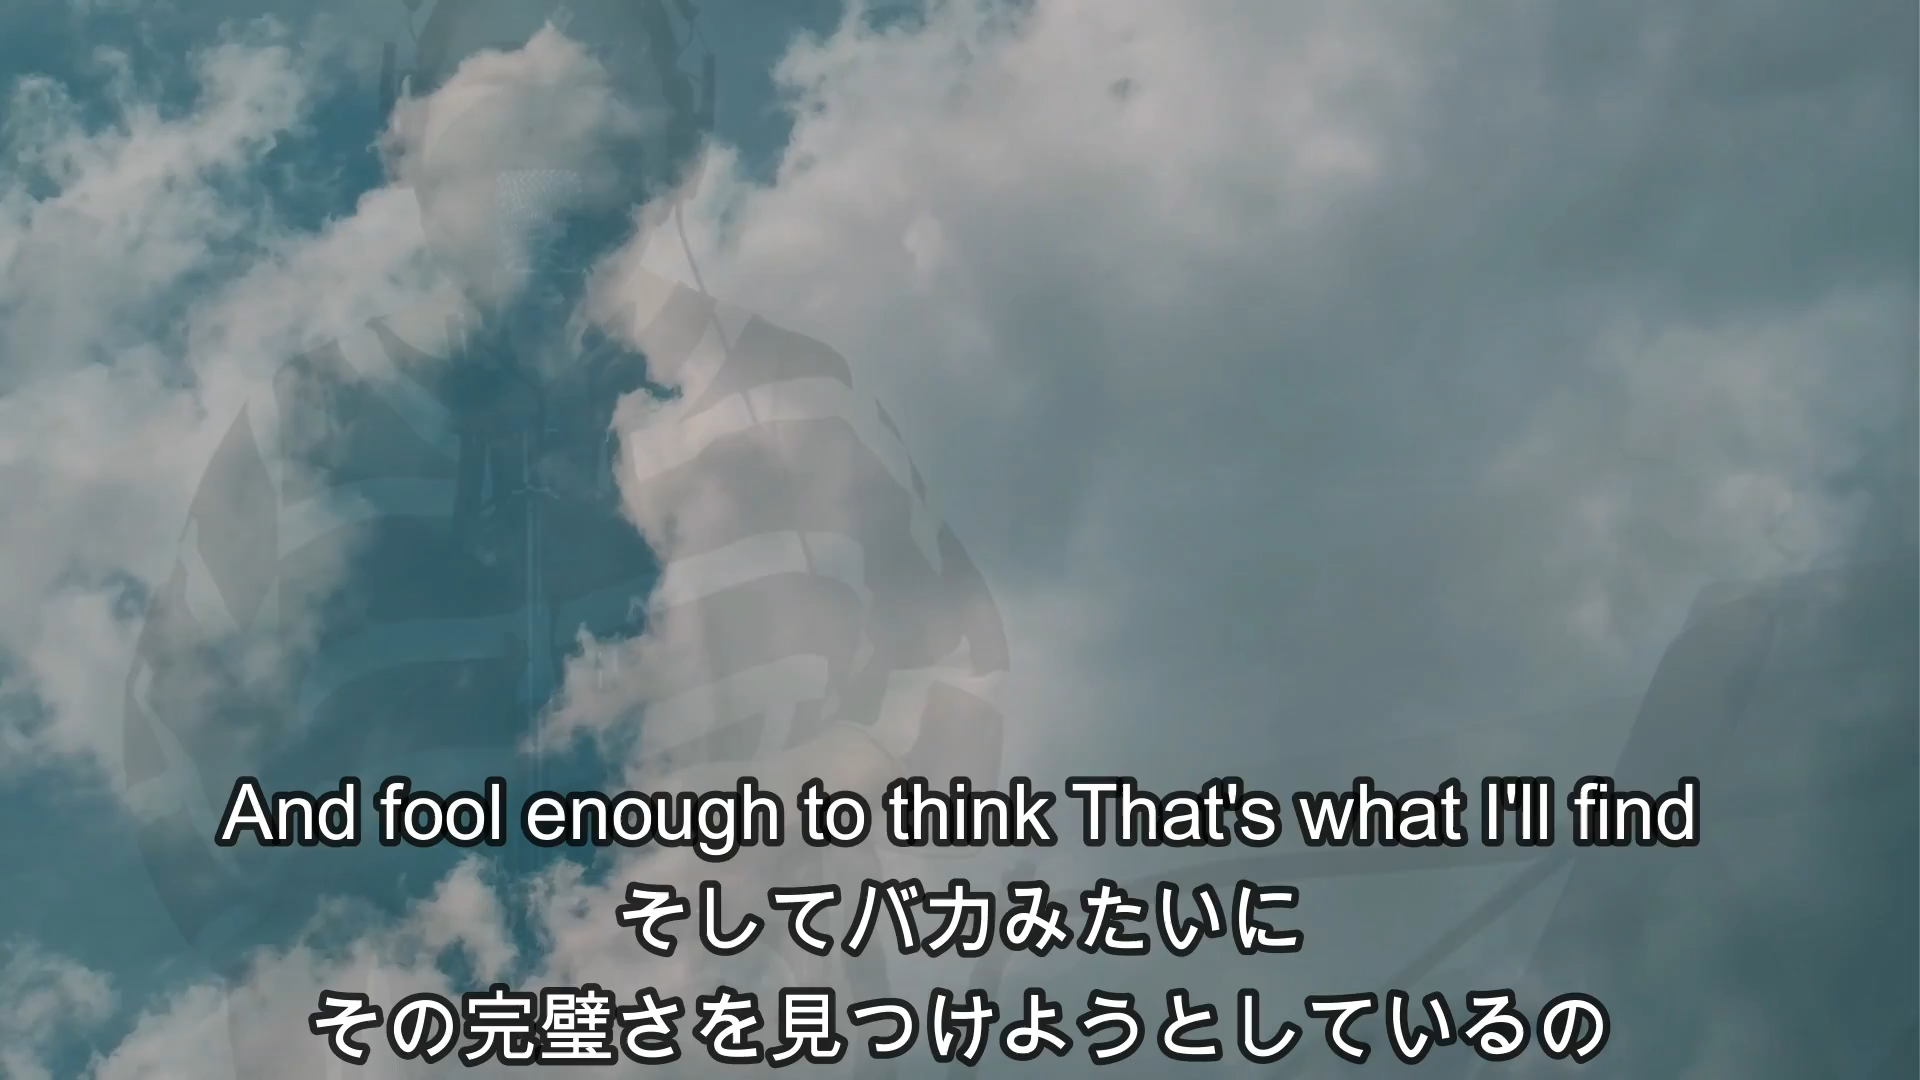 And fool enough to think That's what I'll find
そしてバカみたいに
その完璧さを見つけようとしているの